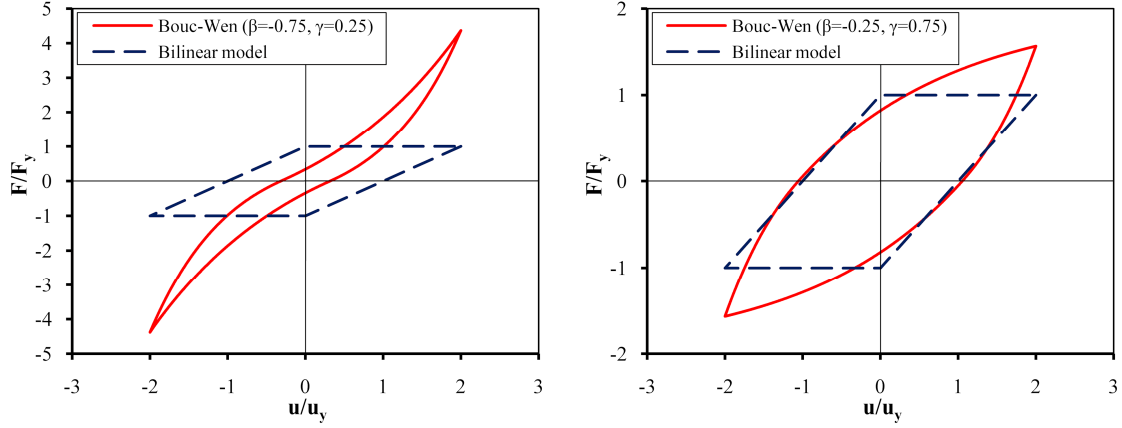 Bouc-Wen (β=-0.75, γ=0.25)
Bilinear model
5
4
3
2
1
0
-1
-2
-3
-4
-5
F/Fy
-3 -2 -1 0 1 2 3
u/uy
Bouc-Wen (β=-0.25, γ=0.75)
Bilinear model
2
1
0
-1
-2
F/Fy
-3 -2 -1 0 1 2 3
u/uy